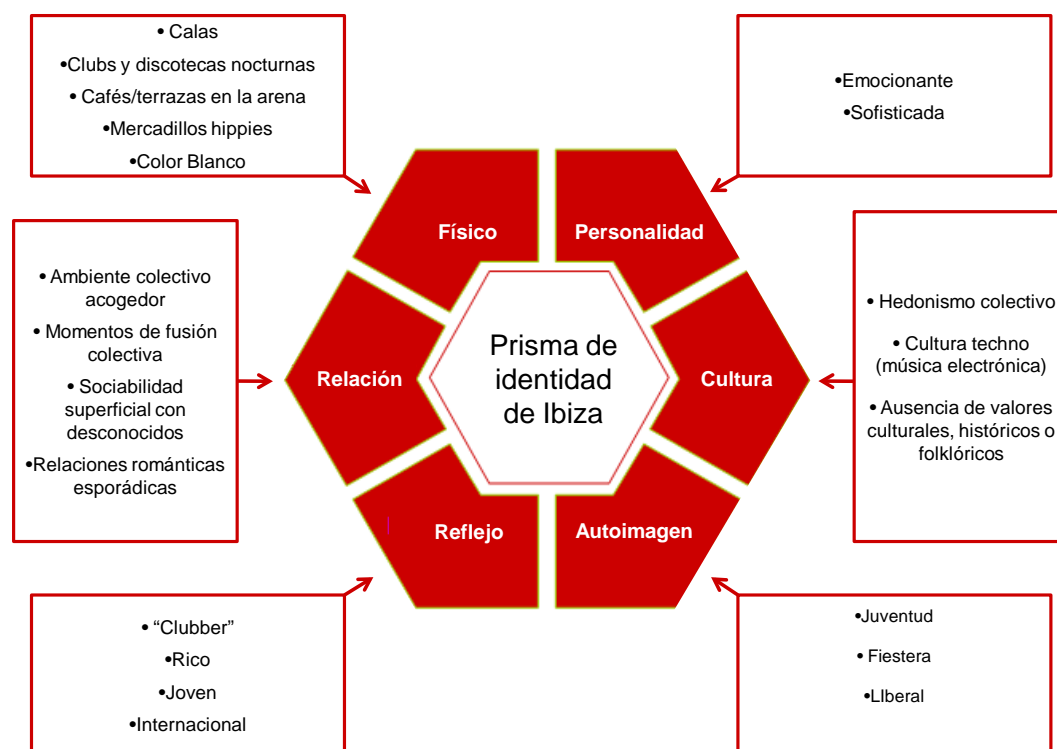 • Calas
•Clubs y discotecas nocturnas
• Cafés/terrazas en la arena
•Mercadillos hippies
•Color Blanco
•Emocionante
•Sofisticada
Físico
Personalidad
• Ambiente colectivo
acogedor
• Momentos de fusión
colectiva
• Sociabilidad
superficial con
desconocidos
•Relaciones románticas
esporádicas
Relación
Prisma de
identidad
de Ibiza
Cultura
• Hedonismo colectivo
• Cultura techno
(música electrónica)
• Ausencia de valores
culturales, históricos o
folklóricos
Reflejo
Autoimagen
• “Clubber”
•Rico
•Joven
•Internacional
•Juventud
• Fiestera
•LIberal